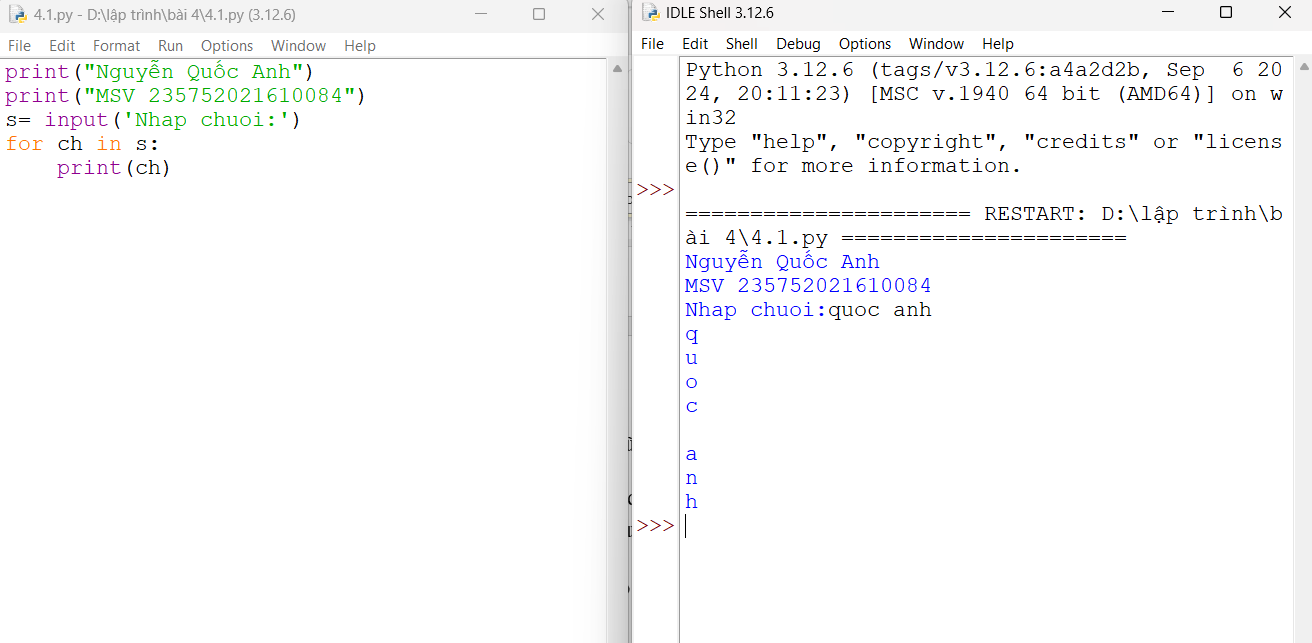 4.1.py - D:\lập trình\bài 4\4.1.py (3.12.6)
File Edit Format Run Options Window Help
print("Nguyễn Quốc Anh")
print("MSV 235752021610084")
s= input('Nhap chuoi:')
for ch in s:
    print(ch)
IDLE Shell 3.12.6
File Edit Shell Debug Options Window Help
Python 3.12.6 (tags/v3.12.6:a4a2d2b, Sep  6 20
24, 20:11:23) [MSC v.1940 64 bit (AMD64)] on w
in32
Type "help", "copyright", "credits" or "licens
e()" for more information.
>>>
====================== RESTART: D:\lập trình\b
ài 4\4.1.py ======================
Nguyễn Quốc Anh
MSV 235752021610084
Nhap chuoi:quoc anh
q
u
o
c
a
n
h
>>>